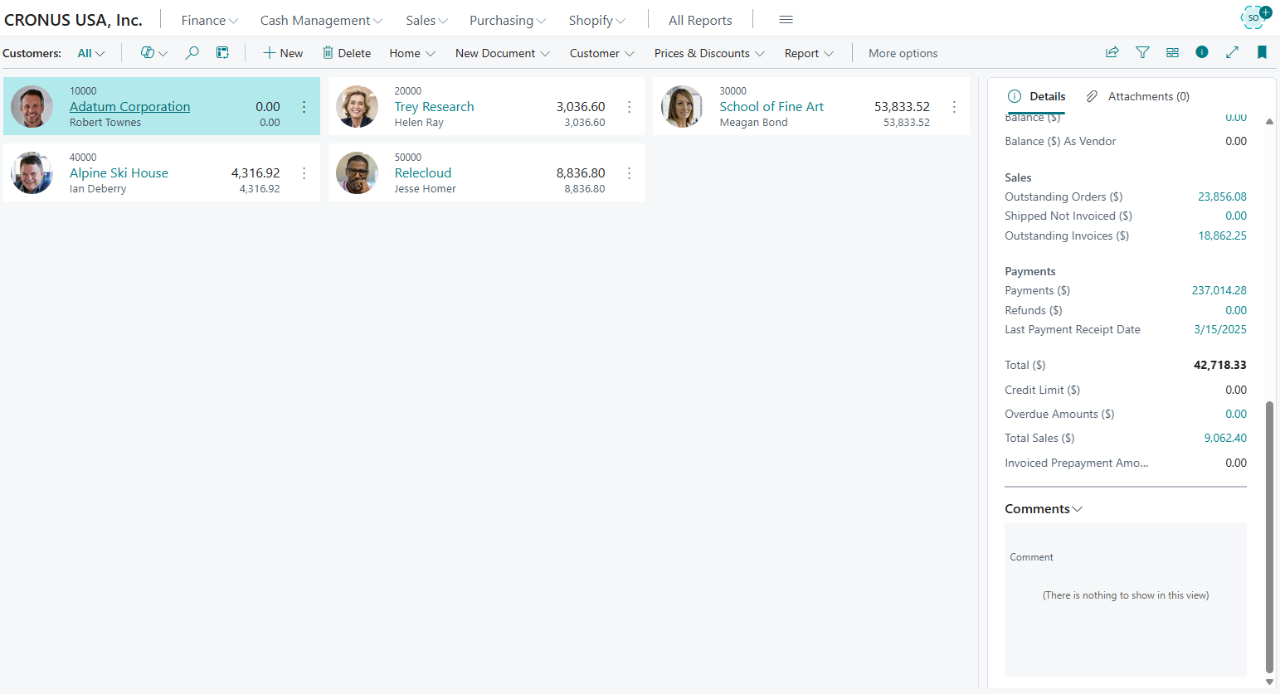 CRONUS USA, Inc. Finance Cash Management Sales Purchasing Shopify All Reports SO
Customers: All New Delete Home New Document Customer Prices & Discounts Report More options
10000
Adatum Corporation 0.00
Robert Townes 0.00
20000
Trey Research 3,036.60
Helen Ray 3,036.60
30000
School of Fine Art 53,833.52
Meagan Bond 53,833.52
40000
Alpine Ski House 4,316.92
Ian Deberry 4,316.92
50000
Relecloud 8,836.80
Jesse Homer 8,836.80
Details Attachments (0)
Balance ($) 0.00
Balance ($) As Vendor 0.00
Sales
Outstanding Orders ($) 23,856.08
Shipped Not Invoiced ($) 0.00
Outstanding Invoices ($) 18,862.25
Payments
Payments ($) 237,014.28
Refunds ($) 0.00
Last Payment Receipt Date 3/15/2025
Total ($) 42,718.33
Credit Limit ($) 0.00
Overdue Amounts ($) 0.00
Total Sales ($) 9,062.40
Invoiced Prepayment Amo... 0.00
Comments
Comment
(There is nothing to show in this view)